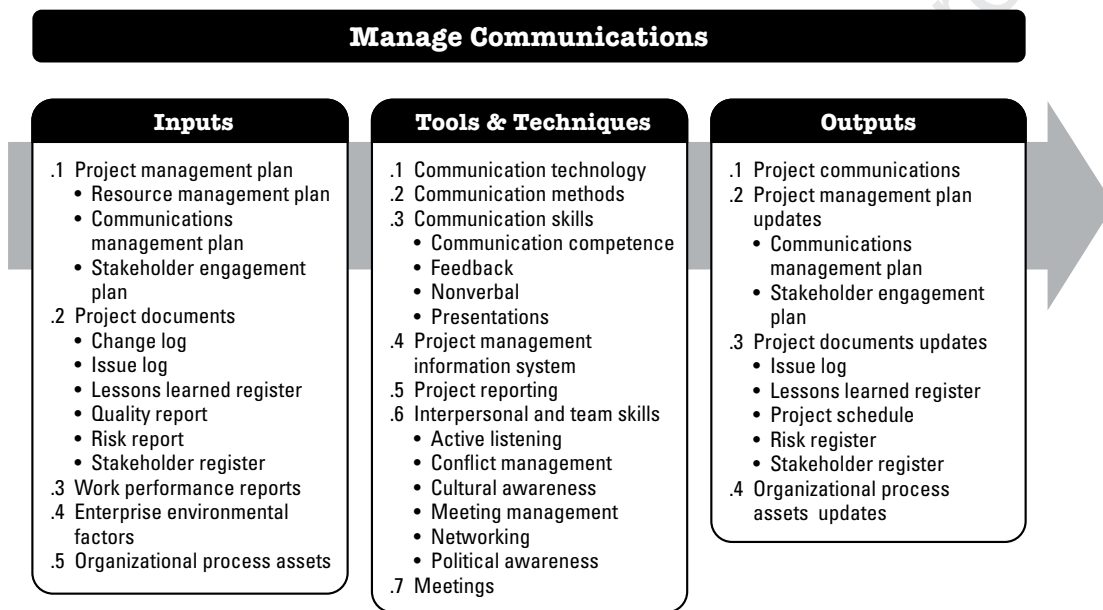 Manage Communications
Inputs
.1 Project management plan
• Resource management plan
• Communications
management plan
• Stakeholder engagement
plan
.2 Project documents
• Change log
• Issue log
• Lessons learned register
• Quality report
• Risk report
• Stakeholder register
.3 Work performance reports
.4 Enterprise environmental
factors
.5 Organizational process assets
Tools & Techniques
.1 Communication technology
.2 Communication methods
.3 Communication skills
• Communication competence
• Feedback
• Nonverbal
• Presentations
.4 Project management
information system
.5 Project reporting
.6 Interpersonal and team skills
• Active listening
• Conflict management
• Cultural awareness
• Meeting management
• Networking
• Political awareness
.7 Meetings
Outputs
.1 Project communications
.2 Project management plan
updates
• Communications
management plan
• Stakeholder engagement
plan
.3 Project documents updates
• Issue log
• Lessons learned register
• Project schedule
• Risk register
• Stakeholder register
.4 Organizational process
assets updates